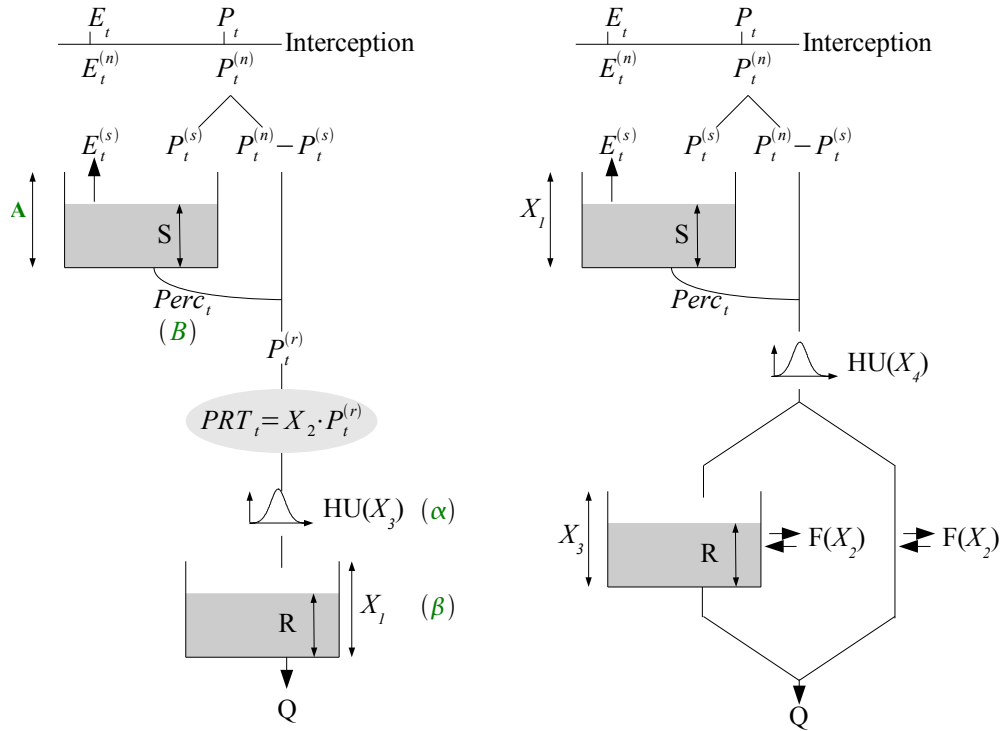 E_t P_t
Interception
E_t^(n) P_t^(n)
E_t^(s) P_t^(s) P_t^(n) − P_t^(s)
A
S
Perc_t
(B)
P_t^(r)
PRT_t = X_2 · P_t^(r)
HU(X_3) (α)
X_1 (β)
R
Q
E_t P_t
Interception
E_t^(n) P_t^(n)
E_t^(s) P_t^(s) P_t^(n) − P_t^(s)
X_1
S
Perc_t
HU(X_4)
X_3
R F(X_2) F(X_2)
Q